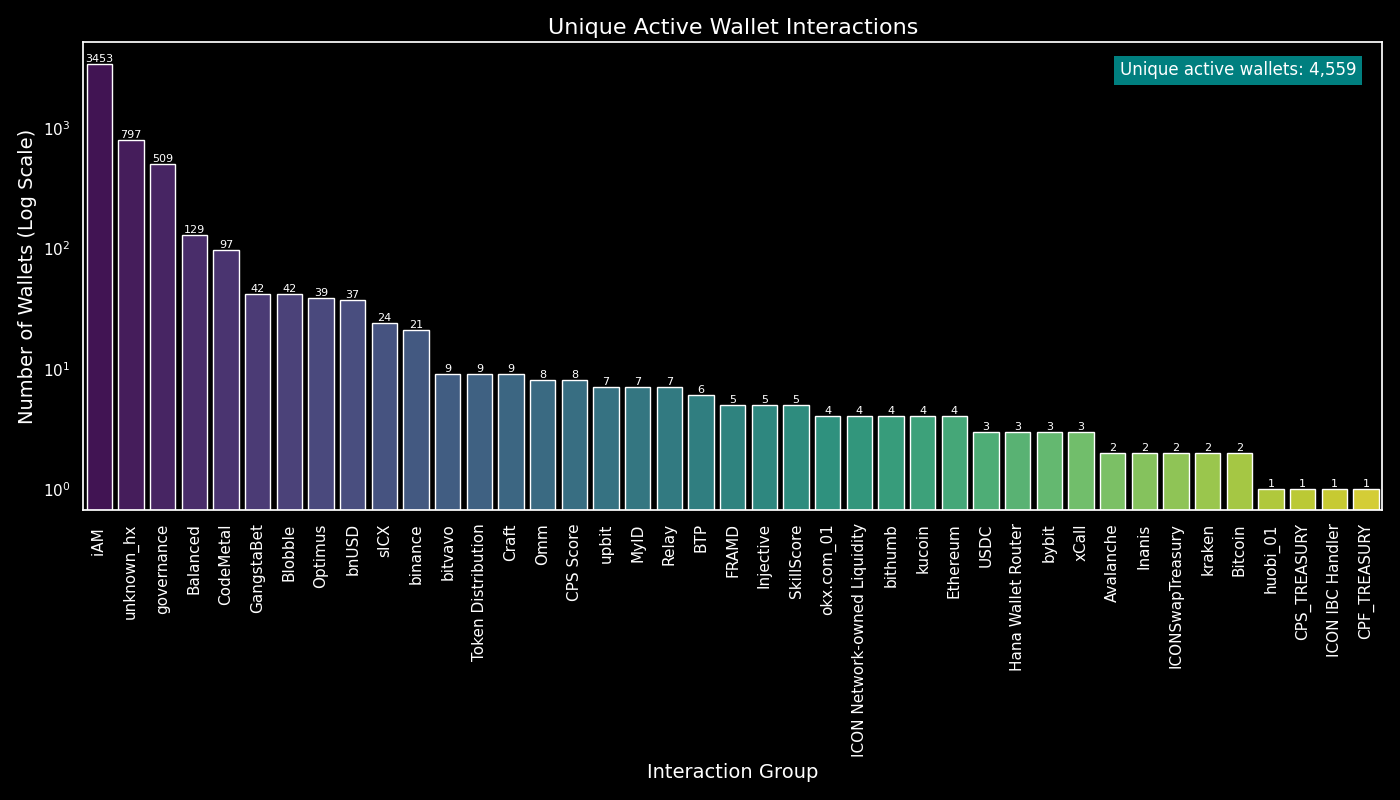 Unique Active Wallet Interactions
Unique active wallets: 4,559
Number of Wallets (Log Scale)
10³
10²
10¹
10⁰
3453
797
509
129
97
42
42
39
37
24
21
9
9
9
8
8
7
7
7
6
5
5
5
4
4
4
4
4
3
3
3
3
2
2
2
2
2
1
1
1
1
iAM
unknown_hx
governance
Balanced
CodeMetal
GangstaBet
Blobble
Optimus
bnUSD
sICX
binance
bitvavo
Token Distribution
Craft
Omm
CPS Score
upbit
MyID
Relay
BTP
FRAMD
Injective
SkillScore
okx.com_01
ICON Network-owned Liquidity
bithumb
kucoin
Ethereum
USDC
Hana Wallet Router
bybit
xCall
Avalanche
Inanis
ICONSwapTreasury
kraken
Bitcoin
huobi_01
CPS_TREASURY
ICON IBC Handler
CPF_TREASURY
Interaction Group